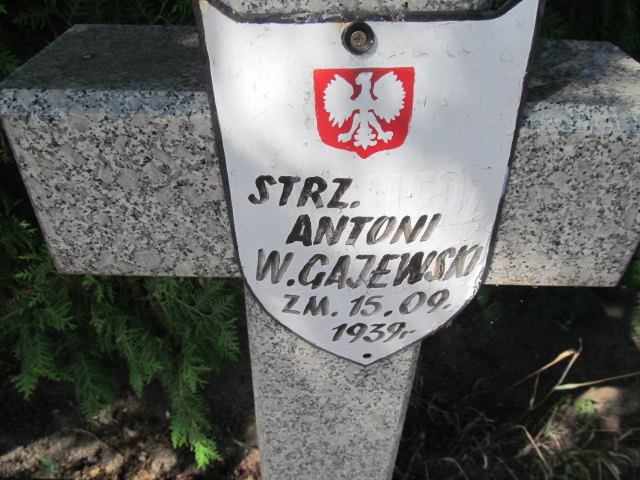 STRZ.
ANTONI
W. GAJEWSKI
ZM. 15. 09.
1939r.